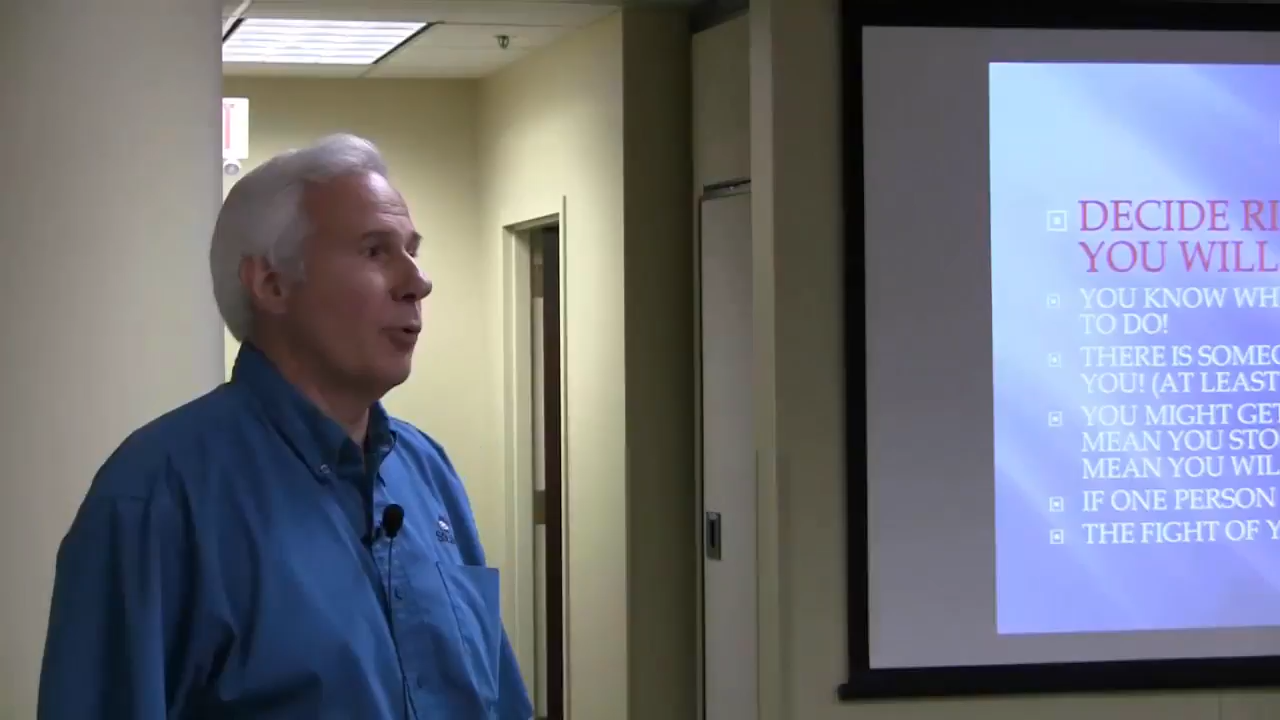 DECIDE RI
YOU WILL
YOU KNOW WH
TO DO!
THERE IS SOMEO
YOU! (AT LEAST
YOU MIGHT GET
MEAN YOU STO
MEAN YOU WIL
IF ONE PERSON
THE FIGHT OF Y